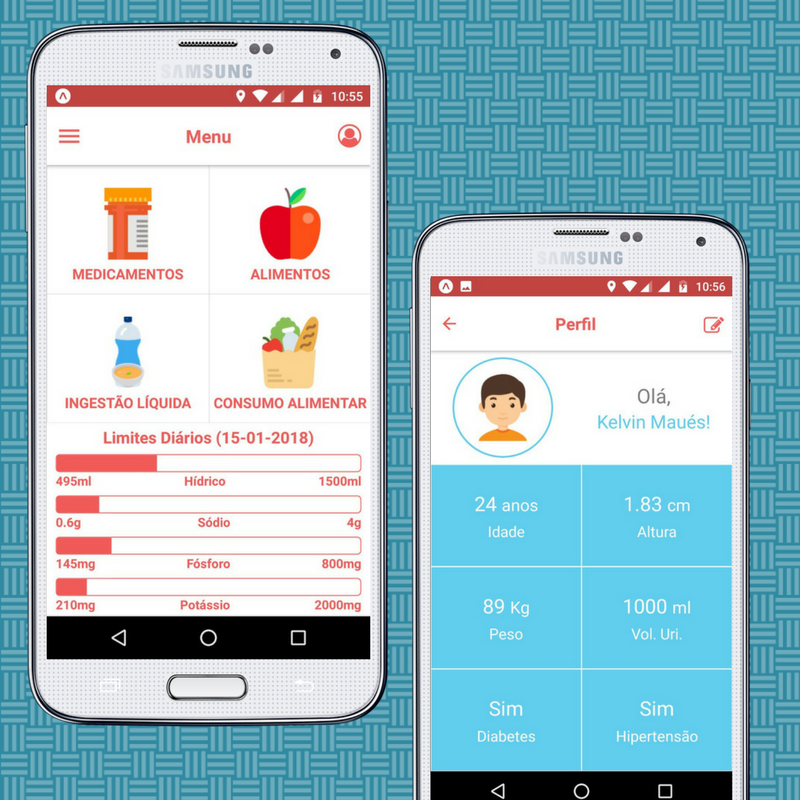 SAMSUNG
10:55
Menu
MEDICAMENTOS
ALIMENTOS
INGESTÃO LÍQUIDA
CONSUMO ALIMENTAR
Limites Diários (15-01-2018)
495ml Hídrico 1500ml
0.6g Sódio 4g
145mg Fósforo 800mg
210mg Potássio 2000mg
SAMSUNG
10:56
Perfil
Olá,
Kelvin Maués!
24 anos
Idade
1.83 cm
Altura
89 Kg
Peso
1000 ml
Vol. Uri.
Sim
Diabetes
Sim
Hipertensão